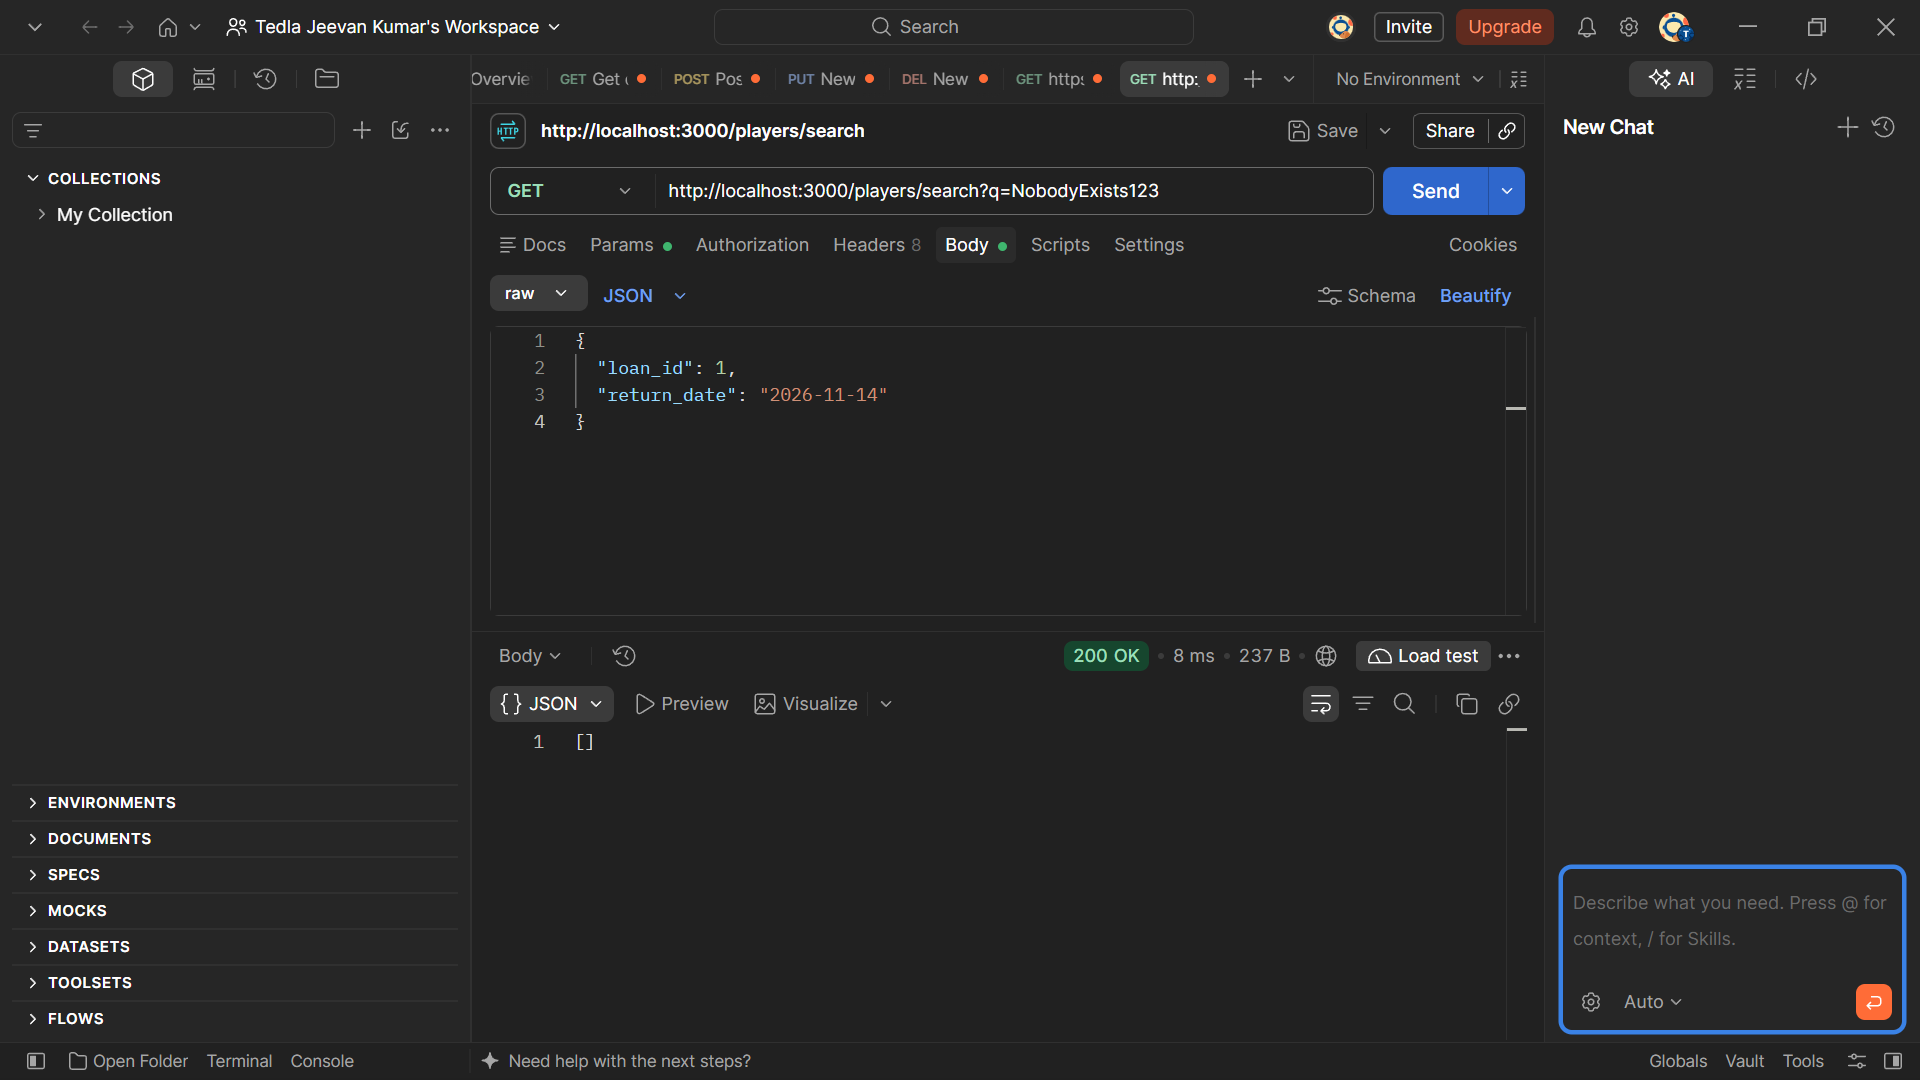 Tedla Jeevan Kumar's Workspace
Search
Invite
Upgrade
Overvie
GET Get
POST Pos
PUT New
DEL New
GET https
GET http:
No Environment
AI
HTTP
http://localhost:3000/players/search
Save
Share
New Chat
COLLECTIONS
My Collection
GET
http://localhost:3000/players/search?q=NobodyExists123
Send
Docs
Params
Authorization
Headers 8
Body
Scripts
Settings
Cookies
raw
JSON
Schema
Beautify
1 {
2 "loan_id": 1,
3 "return_date": "2026-11-14"
4 }
Body
200 OK
8 ms
237 B
Load test
{} JSON
Preview
Visualize
1 []
ENVIRONMENTS
DOCUMENTS
SPECS
MOCKS
DATASETS
TOOLSETS
FLOWS
Describe what you need. Press @ for
context, / for Skills.
Auto
Open Folder
Terminal
Console
Need help with the next steps?
Globals
Vault
Tools